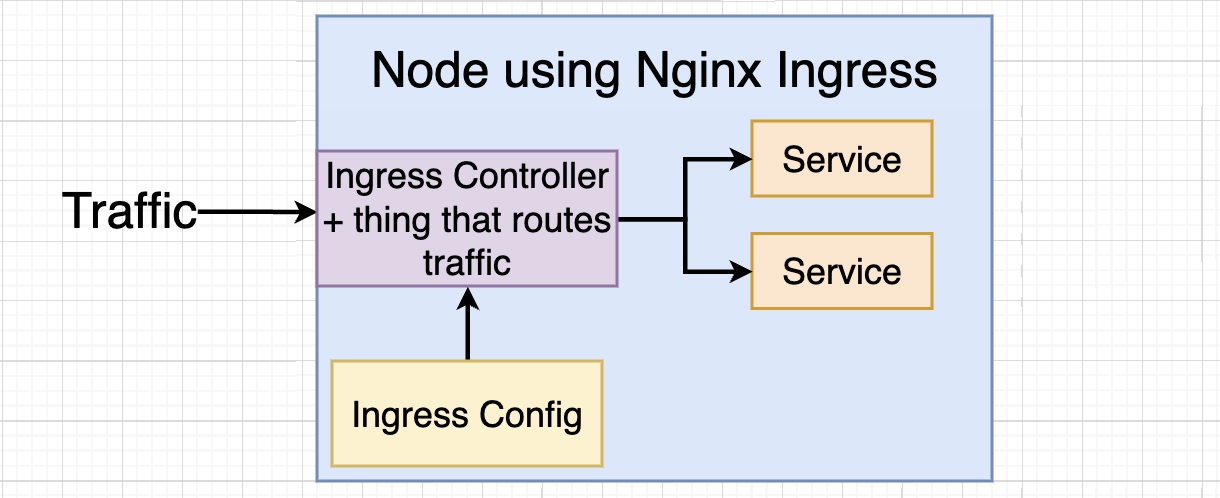 Node using Nginx Ingress
Traffic
Ingress Controller
+ thing that routes
traffic
Service
Service
Ingress Config